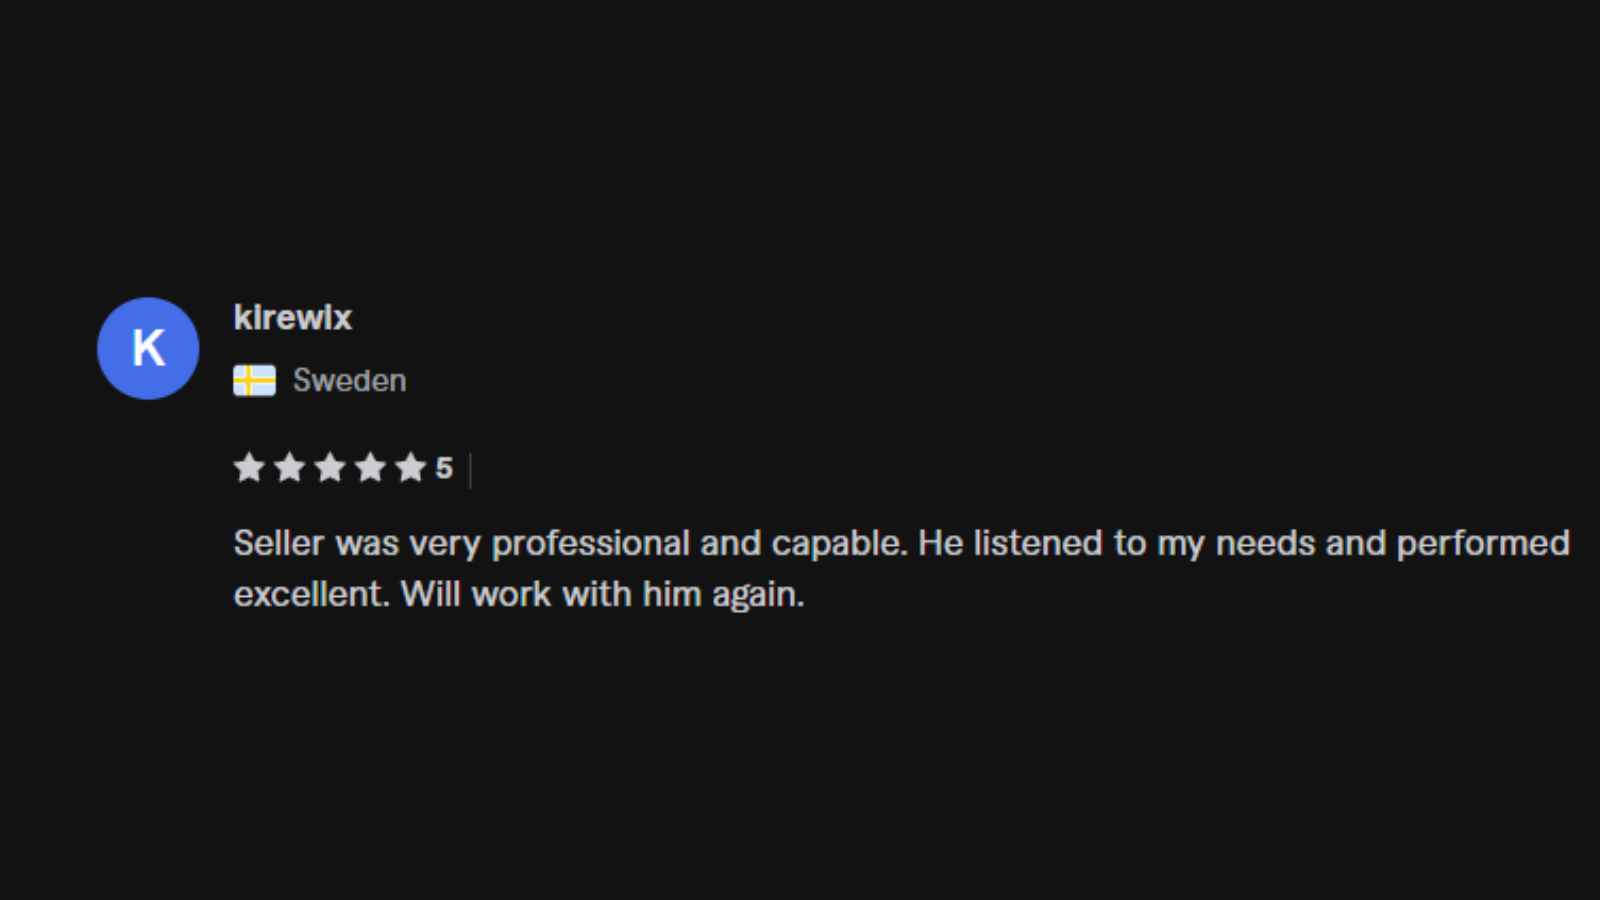 K
kirewix
Sweden
5
Seller was very professional and capable. He listened to my needs and performed
excellent. Will work with him again.